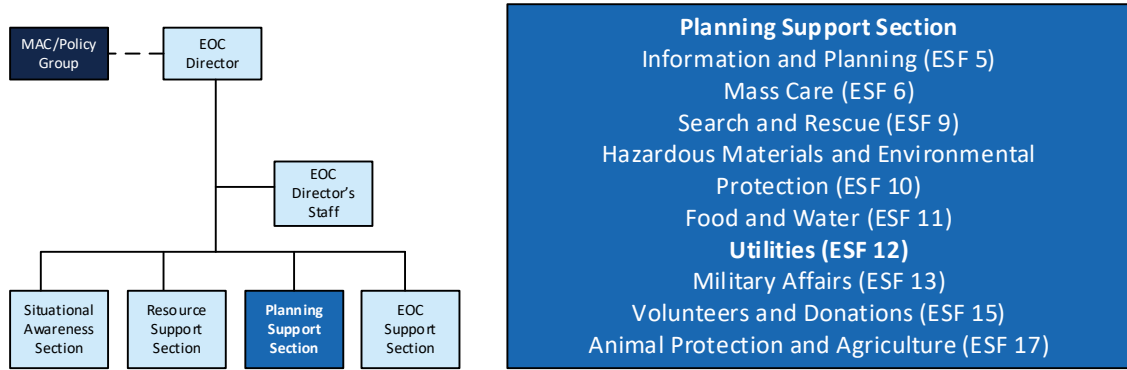 MAC/Policy
Group
EOC
Director
EOC
Director's
Staff
Situational
Awareness
Section
Resource
Support
Section
Planning
Support
Section
EOC
Support
Section
Planning Support Section
Information and Planning (ESF 5)
Mass Care (ESF 6)
Search and Rescue (ESF 9)
Hazardous Materials and Environmental
Protection (ESF 10)
Food and Water (ESF 11)
Utilities (ESF 12)
Military Affairs (ESF 13)
Volunteers and Donations (ESF 15)
Animal Protection and Agriculture (ESF 17)